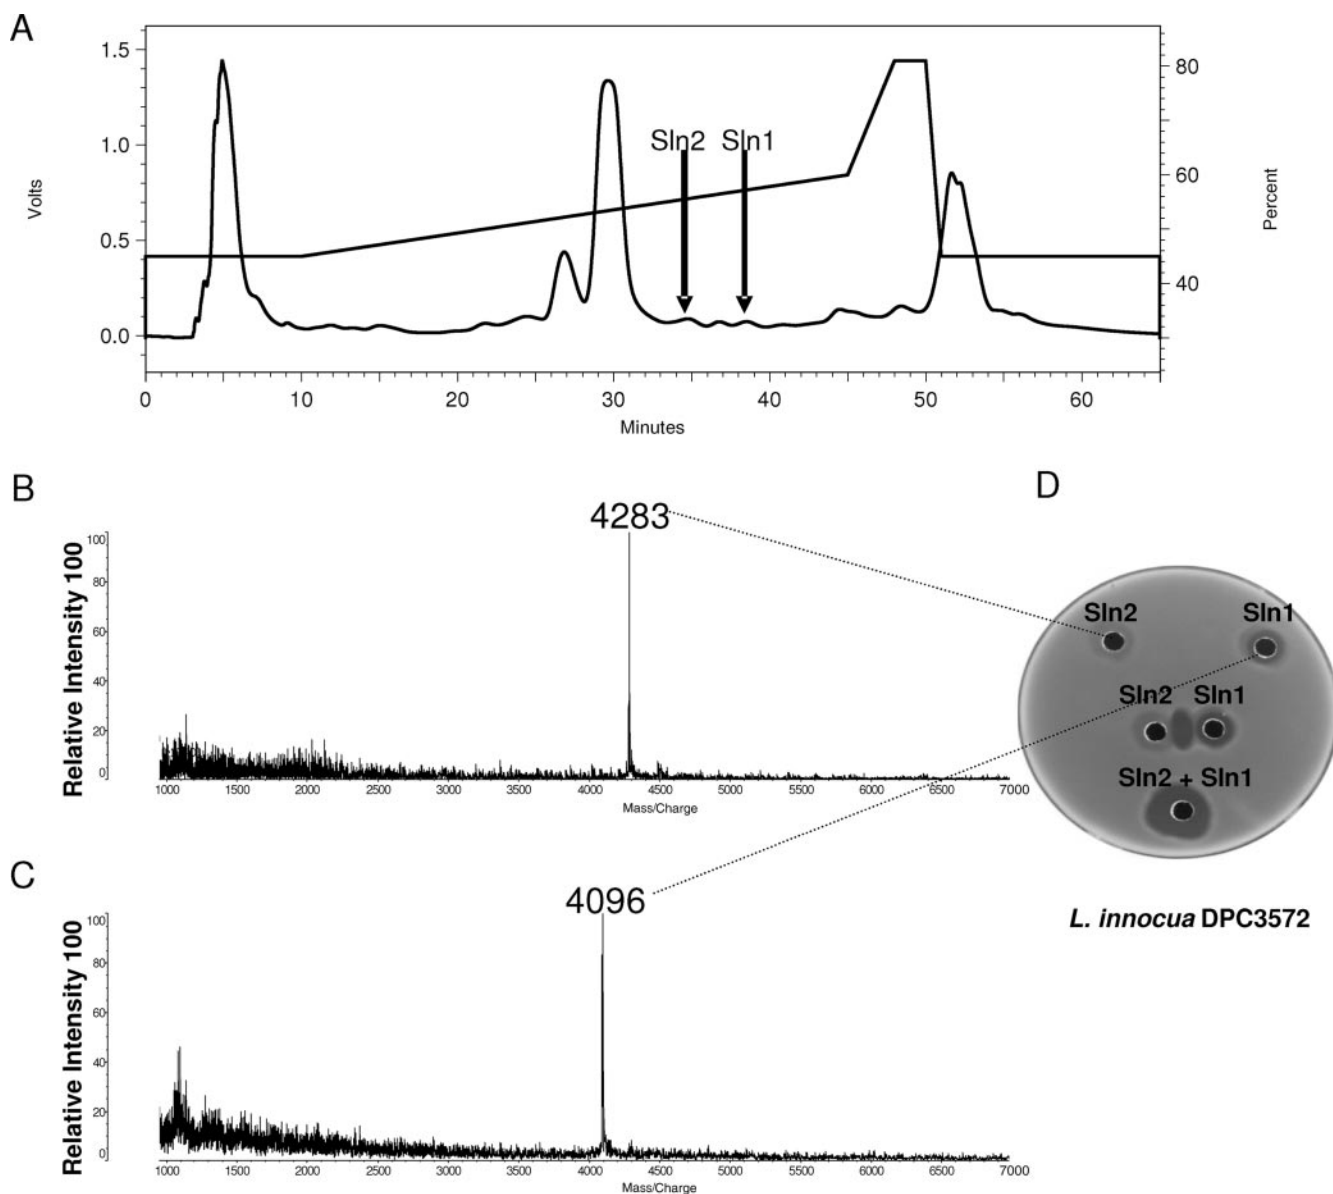 A
Volts
1.5
1.0
0.5
0.0
Sln2 Sln1
80
60
40
Percent
0 10 20 30 40 50 60
Minutes
B
4283
Relative Intensity 100
100
80
60
40
20
0
1000 1500 2000 2500 3000 3500 4000 4500 5000 5500 6000 6500 7000
Mass/Charge
C
4096
Relative Intensity 100
100
80
60
40
20
0
1000 1500 2000 2500 3000 3500 4000 4500 5000 5500 6000 6500 7000
Mass/Charge
D
Sln2 Sln1
Sln2 Sln1
Sln2 + Sln1
L. innocua DPC3572